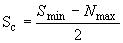 S_c = (S_min − N_max) / 2